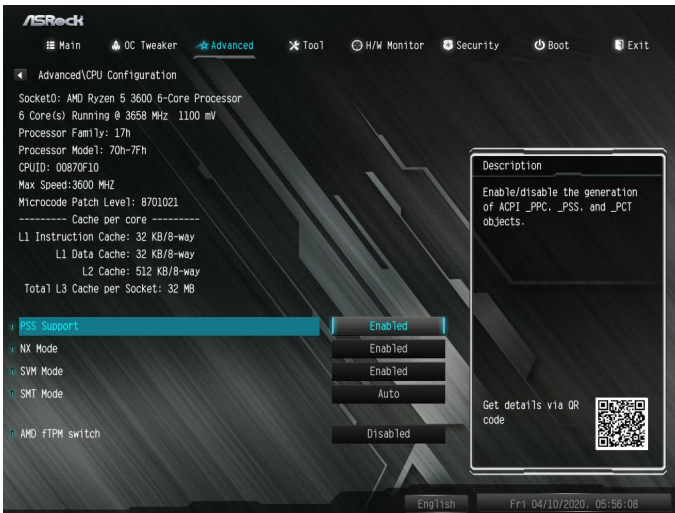 ASRock
Main OC Tweaker Advanced Tool H/W Monitor Security Boot Exit
Advanced\CPU Configuration
Socket0: AMD Ryzen 5 3600 6-Core Processor
6 Core(s) Running @ 3658 MHz 1100 mV
Processor Family: 17h
Processor Model: 70h-7Fh
CPUID: 00870F10
Max Speed:3600 MHZ
Microcode Patch Level: 8701021
--------- Cache per core ---------
L1 Instruction Cache: 32 KB/8-way
L1 Data Cache: 32 KB/8-way
L2 Cache: 512 KB/8-way
Total L3 Cache per Socket: 32 MB
PSS Support Enabled
NX Mode Enabled
SVM Mode Enabled
SMT Mode Auto
AMD fTPM switch Disabled
Description
Enable/disable the generation
of ACPI _PPC, _PSS, and _PCT
objects.
Get details via QR
code
English Fri 04/10/2020, 05:56:08